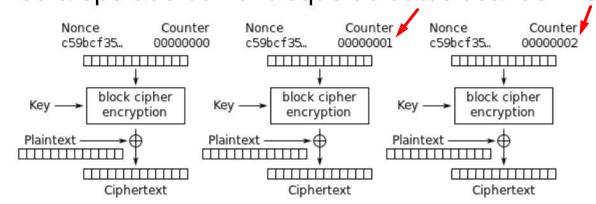 Nonce Counter
c59bcf35… 00000000
Key
block cipher
encryption
Plaintext
Ciphertext
Nonce Counter
c59bcf35… 00000001
Key
block cipher
encryption
Plaintext
Ciphertext
Nonce Counter
c59bcf35… 00000002
Key
block cipher
encryption
Plaintext
Ciphertext